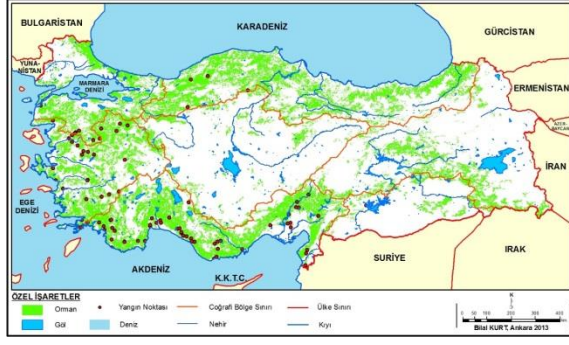 BULGARİSTAN
KARADENİZ
GÜRCİSTAN
YUNA-
NİSTAN
MARMARA
DENİZİ
ERMENİSTAN
AZER-
BAYCAN
İRAN
EGE
DENİZİ
AKDENİZ
K.K.T.C.
SURİYE
IRAK
ÖZEL İŞARETLER
Orman
Yangın Noktası
Coğrafi Bölge Sınırı
Ülke Sınırı
Göl
Deniz
Nehir
Kıyı
K
Bilal KURT, Ankara 2013